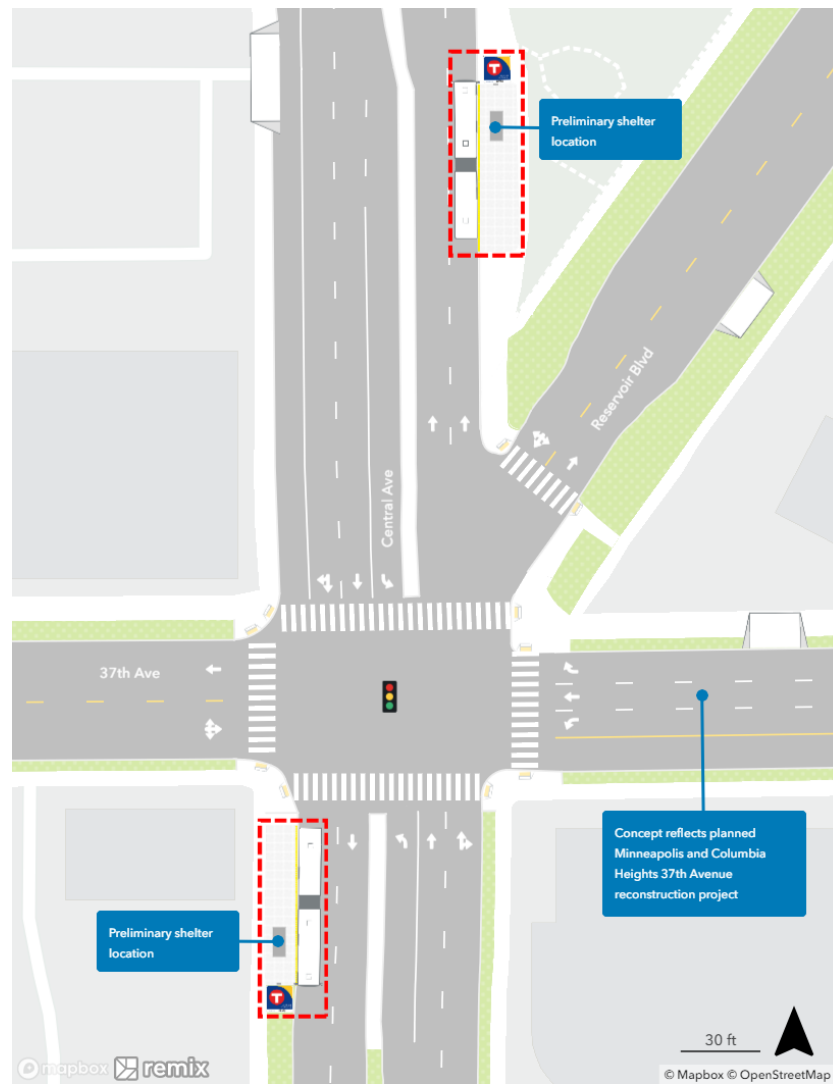 Preliminary shelter
location
Reservoir Blvd
Central Ave
37th Ave
Concept reflects planned
Minneapolis and Columbia
Heights 37th Avenue
reconstruction project
Preliminary shelter
location
T
T
30 ft
mapbox remix
© Mapbox © OpenStreetMap